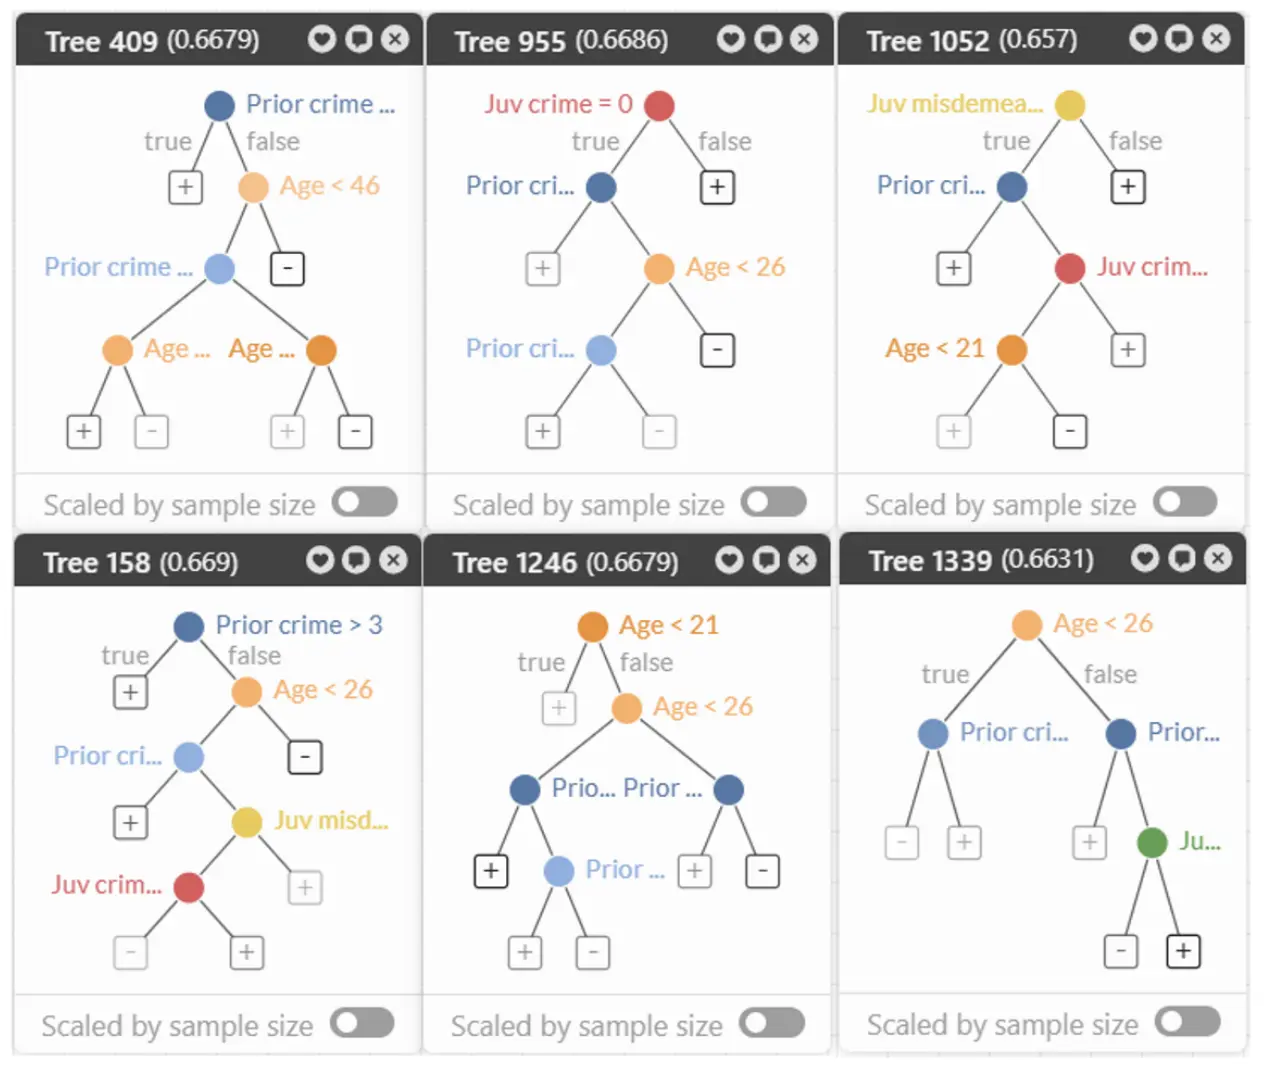 Tree 409 (0.6679)
Prior crime ...
true false
+ Age < 46
Prior crime ... -
Age ... Age ...
+ - + -
Scaled by sample size
Tree 955 (0.6686)
Juv crime = 0
true false
Prior cri... +
+ Age < 26
Prior cri... -
+ -
Scaled by sample size
Tree 1052 (0.657)
Juv misdemea...
true false
Prior cri... +
+ Juv crim...
Age < 21 +
+ -
Scaled by sample size
Tree 158 (0.669)
Prior crime > 3
true false
+ Age < 26
Prior cri... -
+ Juv misd...
Juv crim... +
- +
Scaled by sample size
Tree 1246 (0.6679)
Age < 21
true false
+ Age < 26
Prio... Prior ...
+ Prior ... + -
+ -
Scaled by sample size
Tree 1339 (0.6631)
Age < 26
true false
Prior cri... Prior...
- + + Ju...
- +
Scaled by sample size